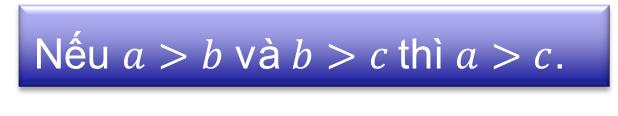 Nếu 𝑎 > 𝑏 và 𝑏 > 𝑐 thì 𝑎 > 𝑐.